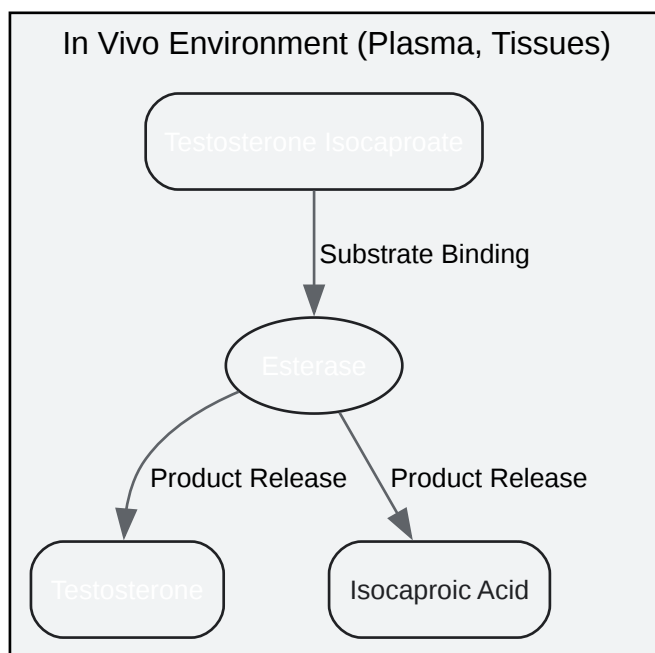 In Vivo Environment (Plasma, Tissues)
Testosterone Isocaproate
Substrate Binding
Esterase
Product Release
Product Release
Testosterone
Isocaproic Acid